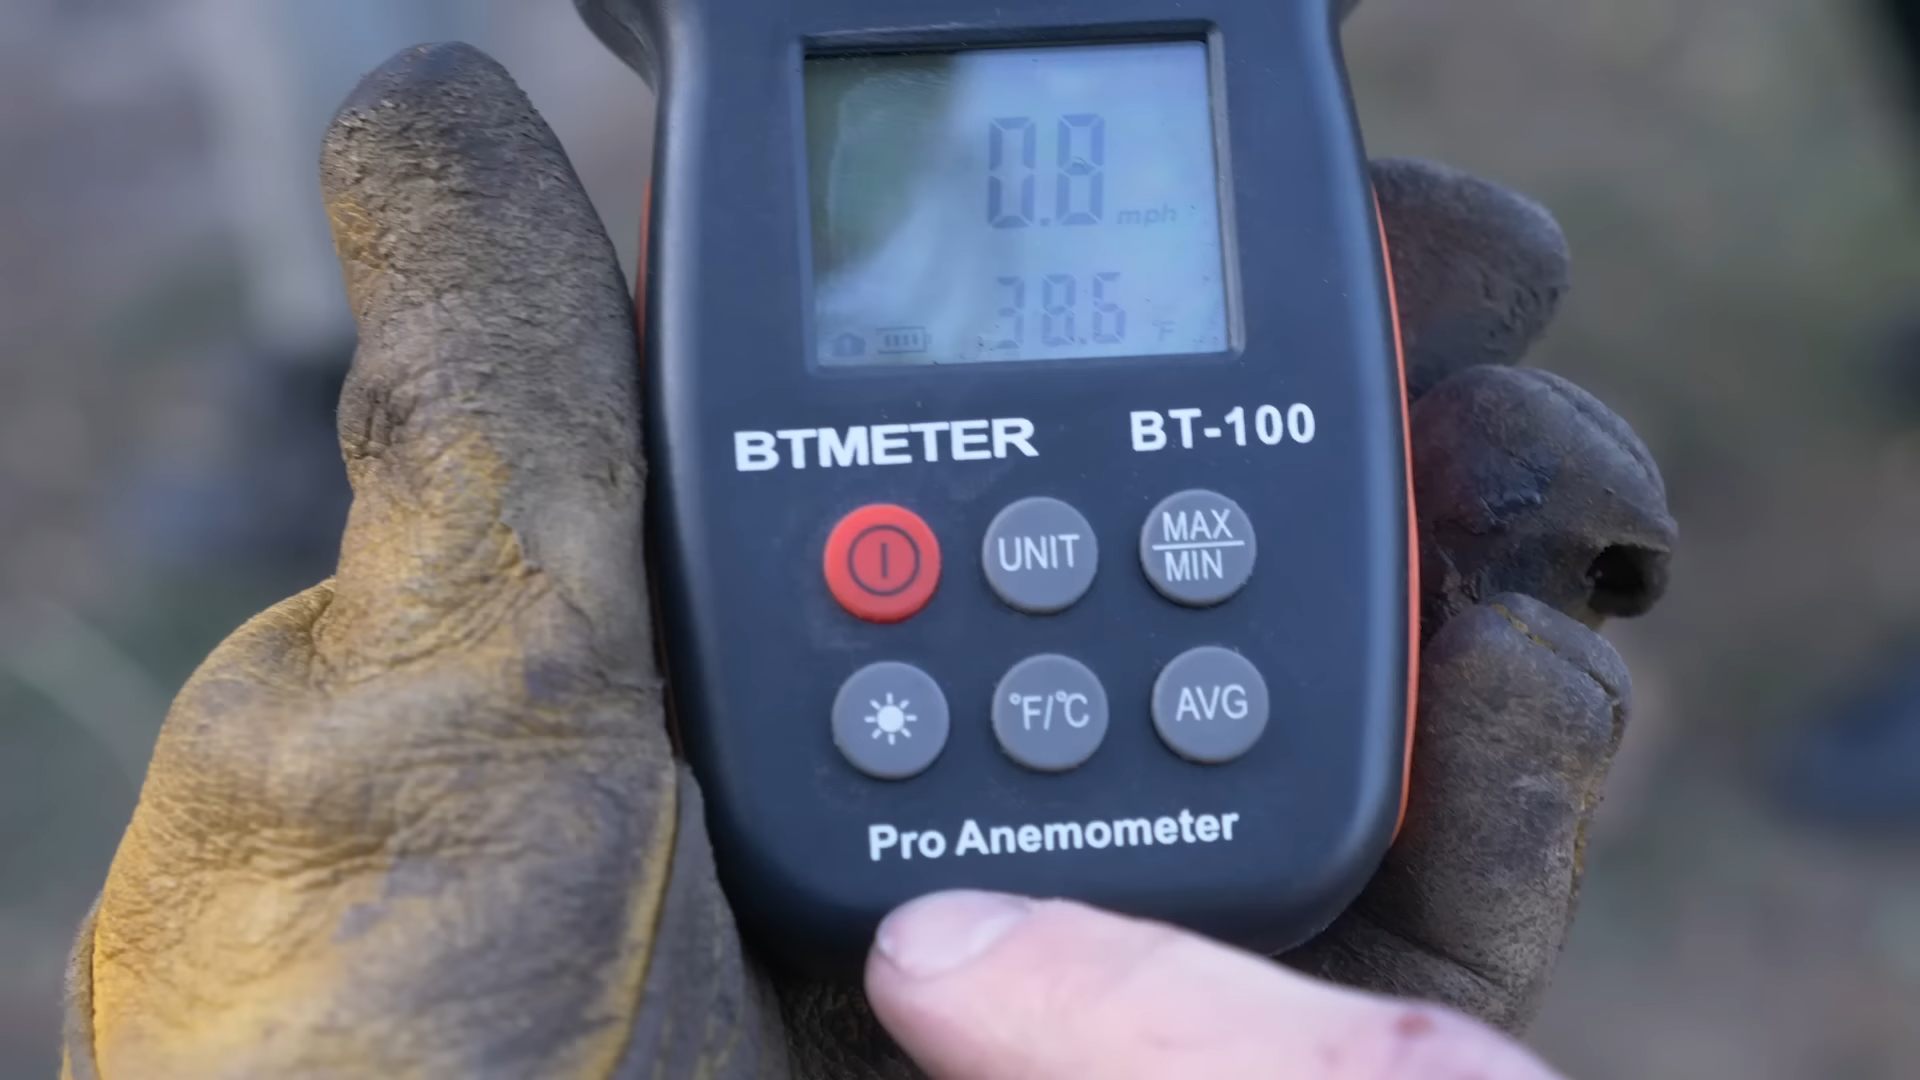 0.8 mph
38.6 °F
BTMETER BT-100
UNIT
MAX
MIN
°F/°C
AVG
Pro Anemometer